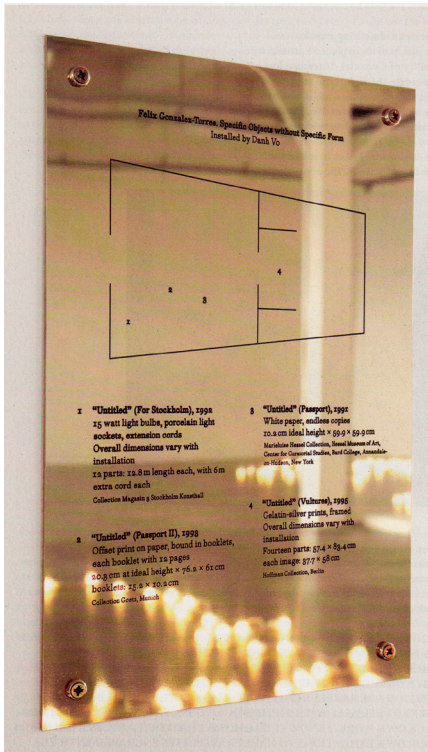 Felix Gonzalez-Torres. Specific Objects without Specific Form
Installed by Danh Vo
2
3
4
1
1 "Untitled" (For Stockholm), 1992
15 watt light bulbs, porcelain light
sockets, extension cords
Overall dimensions vary with
installation
12 parts: 12.8 m length each, with 6 m
extra cord each
Collection Magasin 3 Stockholm Konsthall
2 "Untitled" (Passport II), 1993
Offset print on paper, bound in booklets,
each booklet with 12 pages
20.3 cm at ideal height × 76.2 × 61 cm
booklets: 15.2 × 10.2 cm
Collection Goetz, Munich
3 "Untitled" (Passport), 1991
White paper, endless copies
10.2 cm ideal height × 59.9 × 59.9 cm
Marieluise Hessel Collection, Hessel Museum of Art,
Center for Curatorial Studies, Bard College, Annandale-
on-Hudson, New York
4 "Untitled" (Vultures), 1995
Gelatin-silver prints, framed
Overall dimensions vary with
installation
Fourteen parts: 57.4 × 83.4 cm
each image: 37.7 × 58 cm
Hoffman Collection, Berlin